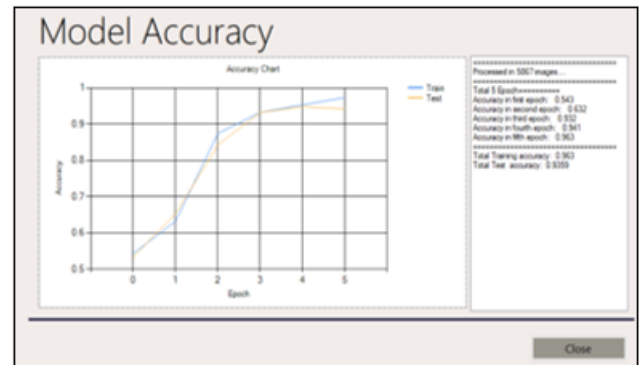 Model Accuracy
Accuracy Chart
Train
Test
1
0.9
0.8
0.7
0.6
0.5
Accuracy
0
1
2
3
4
5
Epoch
Processed in 5867 images...
Total 5 Epoch==========
Accuracy in first epoch: 0.543
Accuracy in second epoch: 0.632
Accuracy in third epoch: 0.932
Accuracy in fourth epoch: 0.941
Accuracy in fifth epoch: 0.963
Total Training accuracy: 0.963
Total Test accuracy: 0.9359
Close